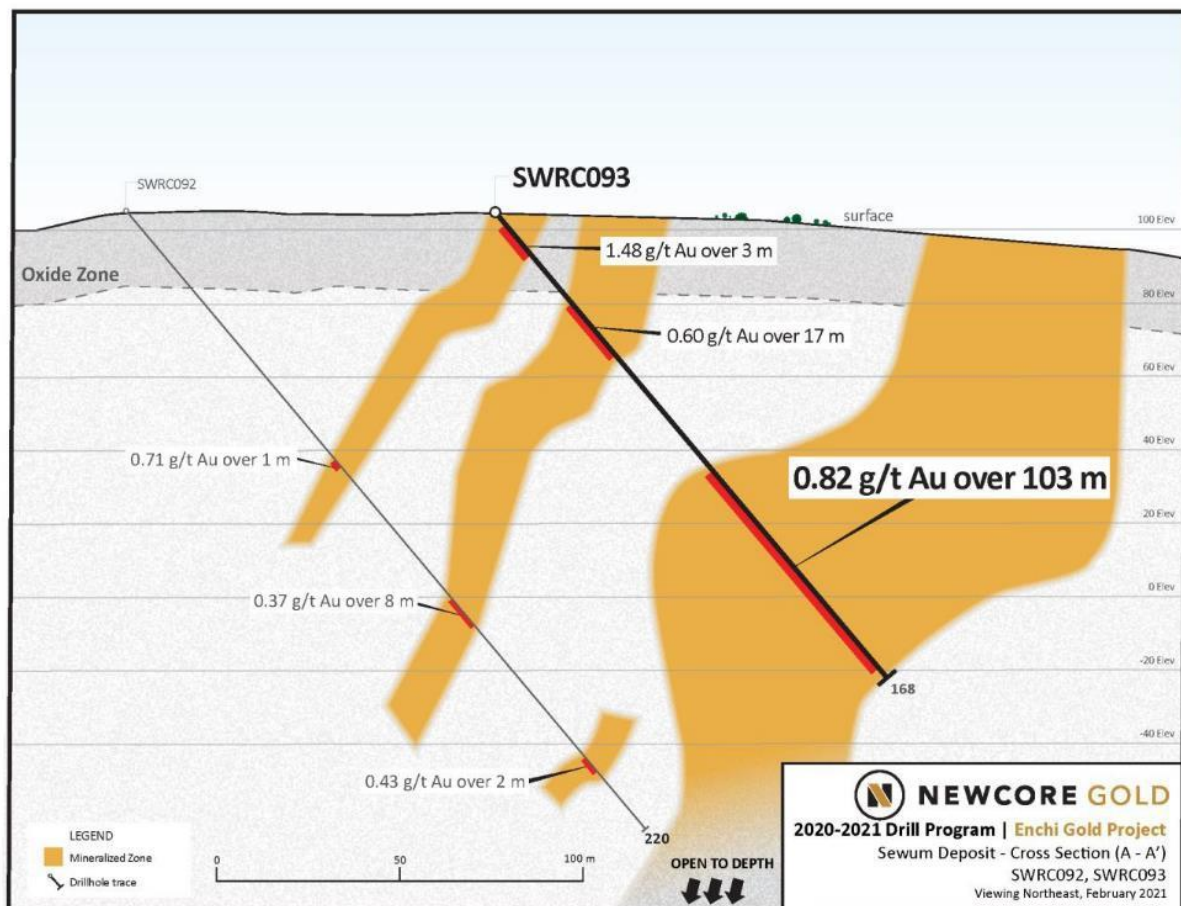 SWRC092
SWRC093
surface
100 Elev
Oxide Zone
1.48 g/t Au over 3 m
80 Elev
0.60 g/t Au over 17 m
60 Elev
40 Elev
0.71 g/t Au over 1 m
0.82 g/t Au over 103 m
20 Elev
0.37 g/t Au over 8 m
0 Elev
-20 Elev
168
-40 Elev
0.43 g/t Au over 2 m
220
LEGEND
Mineralized Zone
Drillhole trace
0 50 100 m
OPEN TO DEPTH
NEWCORE GOLD
2020-2021 Drill Program | Enchi Gold Project
Sewum Deposit - Cross Section (A - A')
SWRC092, SWRC093
Viewing Northeast, February 2021